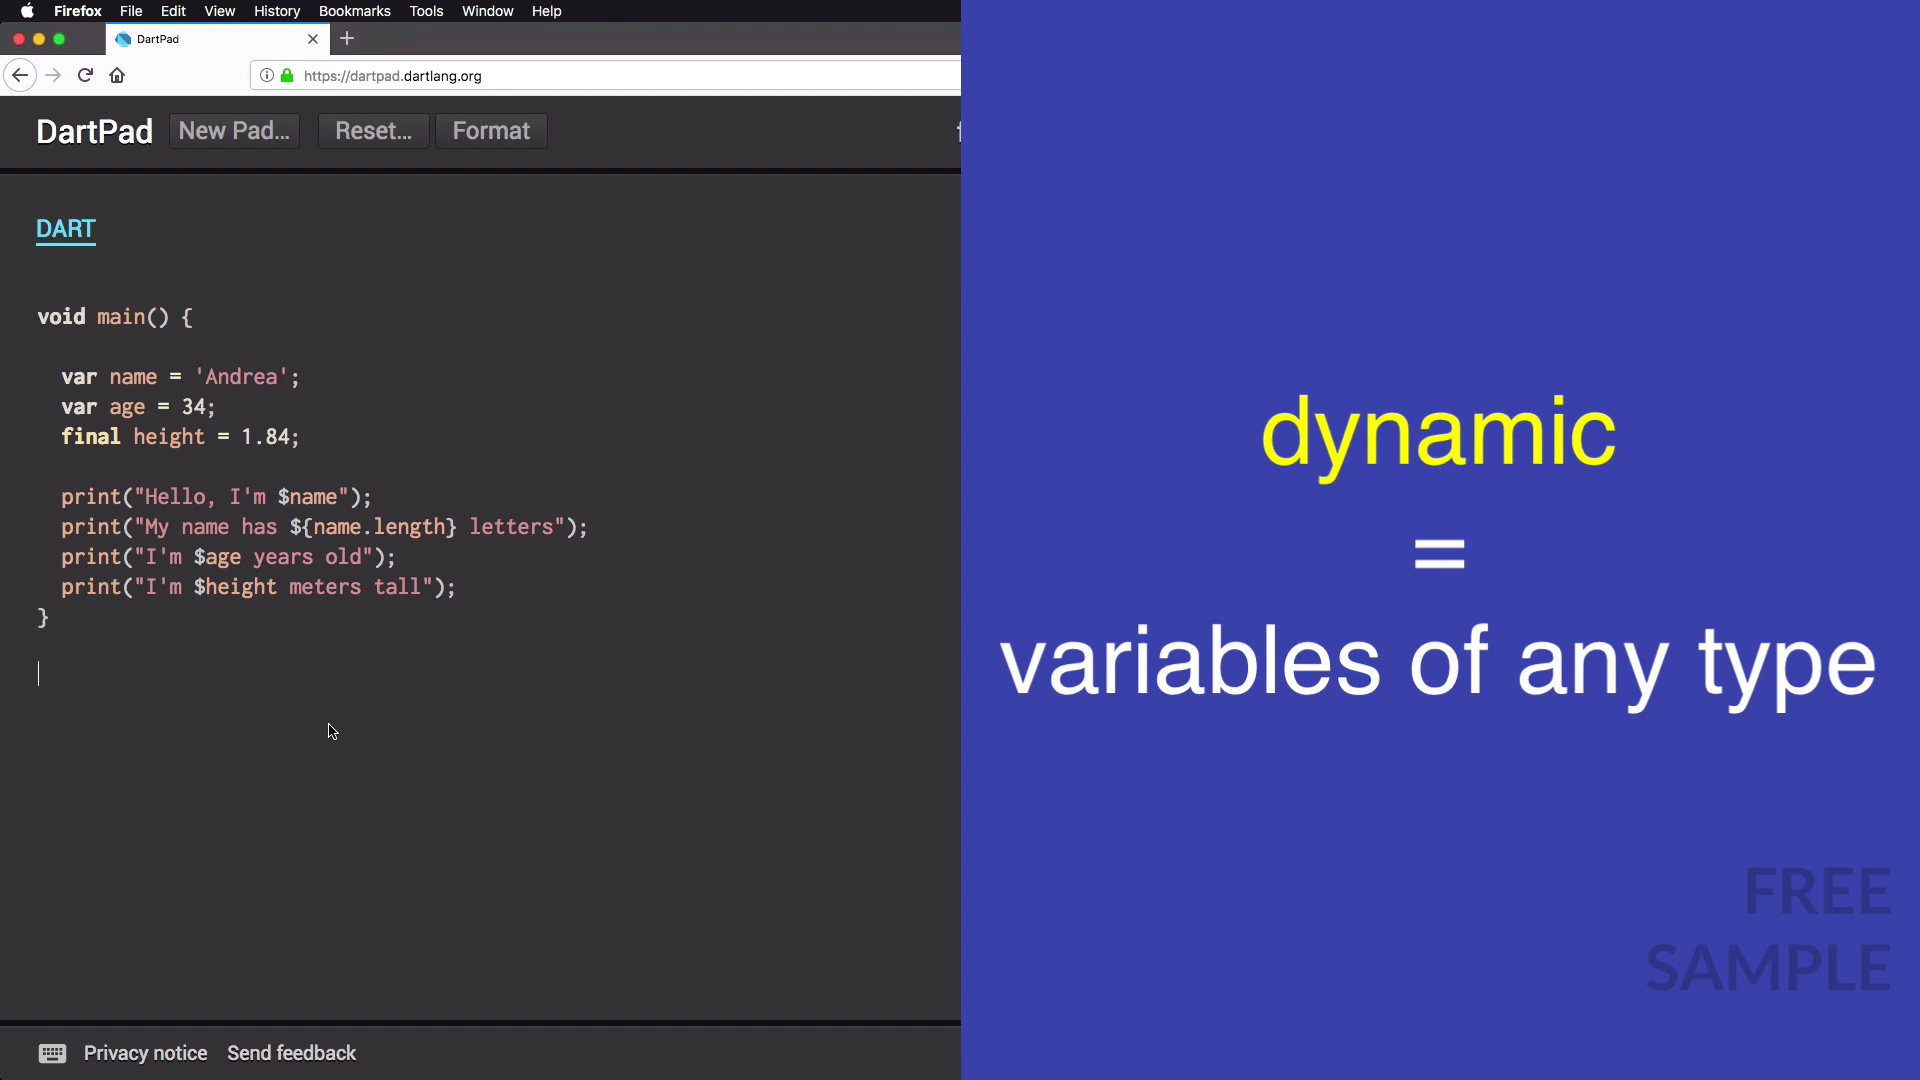 Firefox File Edit View History Bookmarks Tools Window Help
DartPad
https://dartpad.dartlang.org
DartPad New Pad... Reset... Format
DART
void main() {
var name = 'Andrea';
var age = 34;
final height = 1.84;
print("Hello, I'm $name");
print("My name has ${name.length} letters");
print("I'm $age years old");
print("I'm $height meters tall");
}
Privacy notice Send feedback
dynamic
=
variables of any type
FREE
SAMPLE